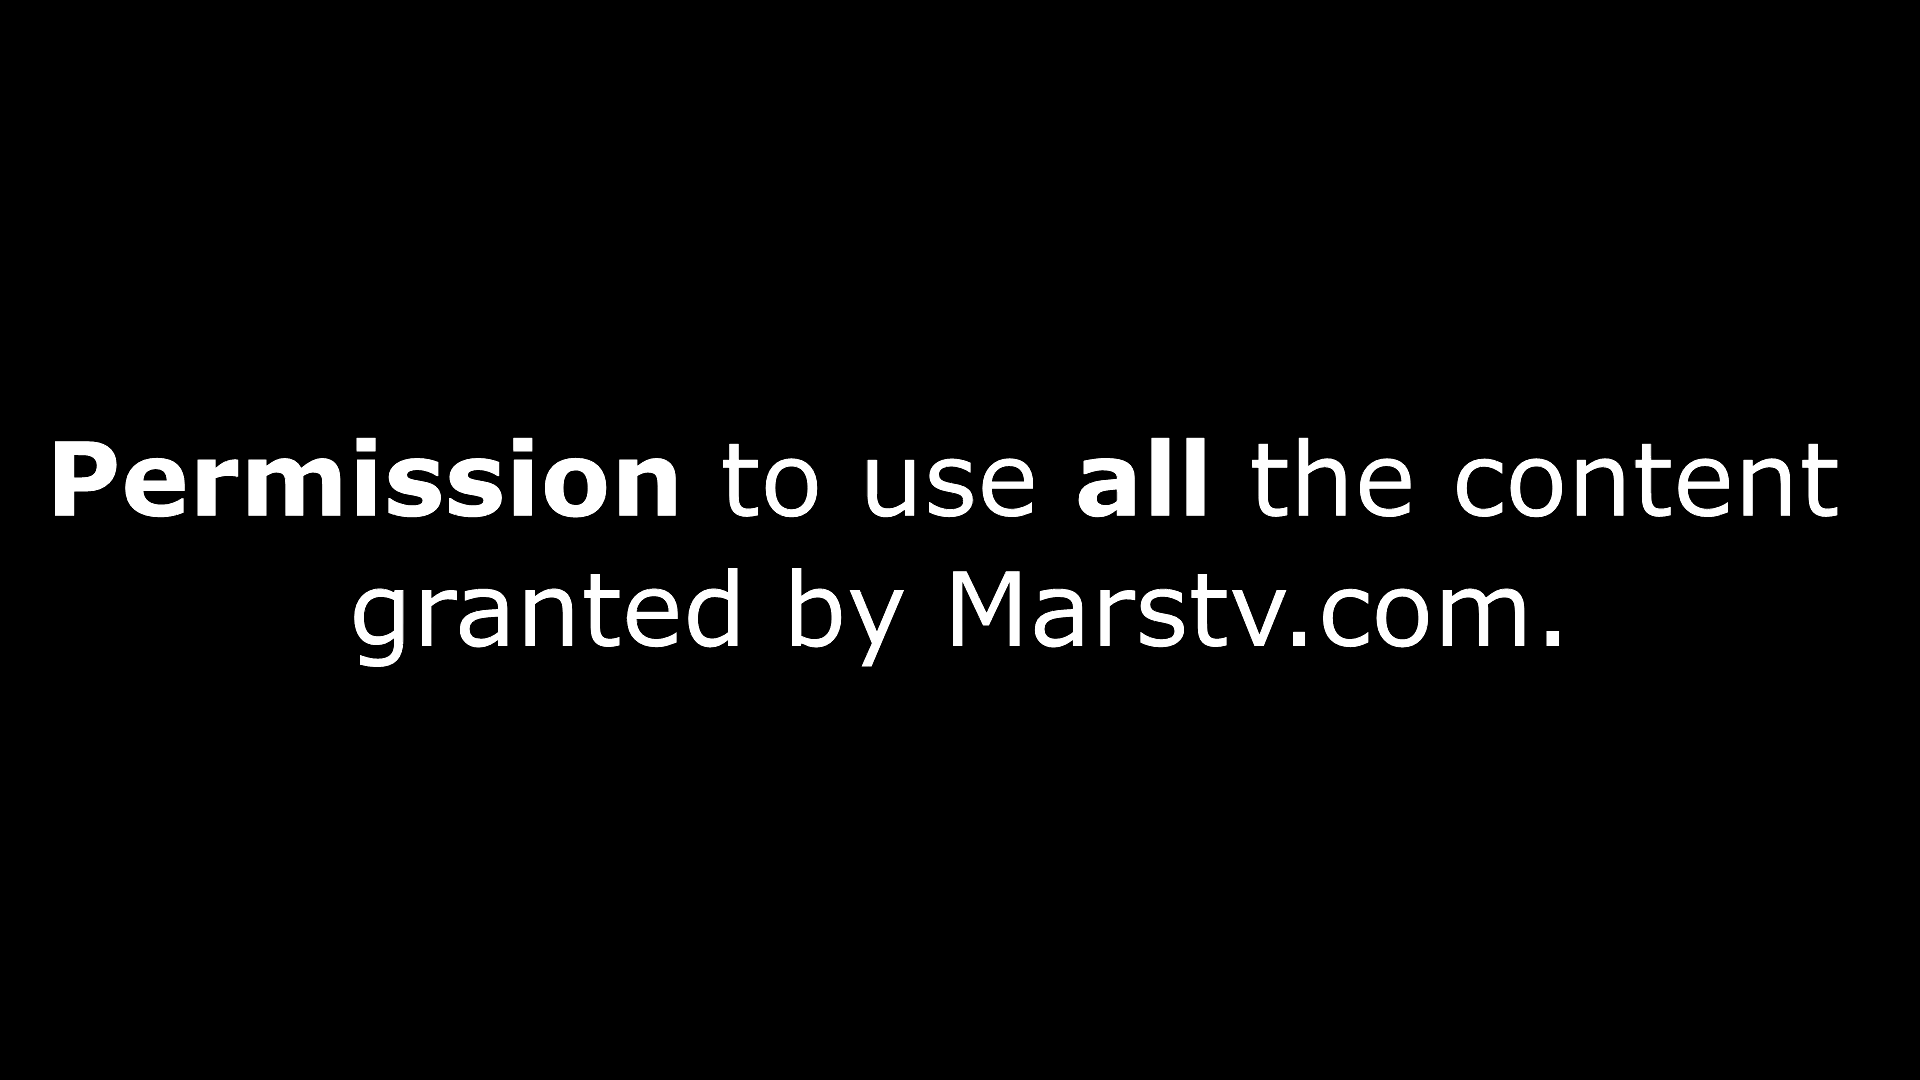 Permission to use all the content
granted by Marstv.com.